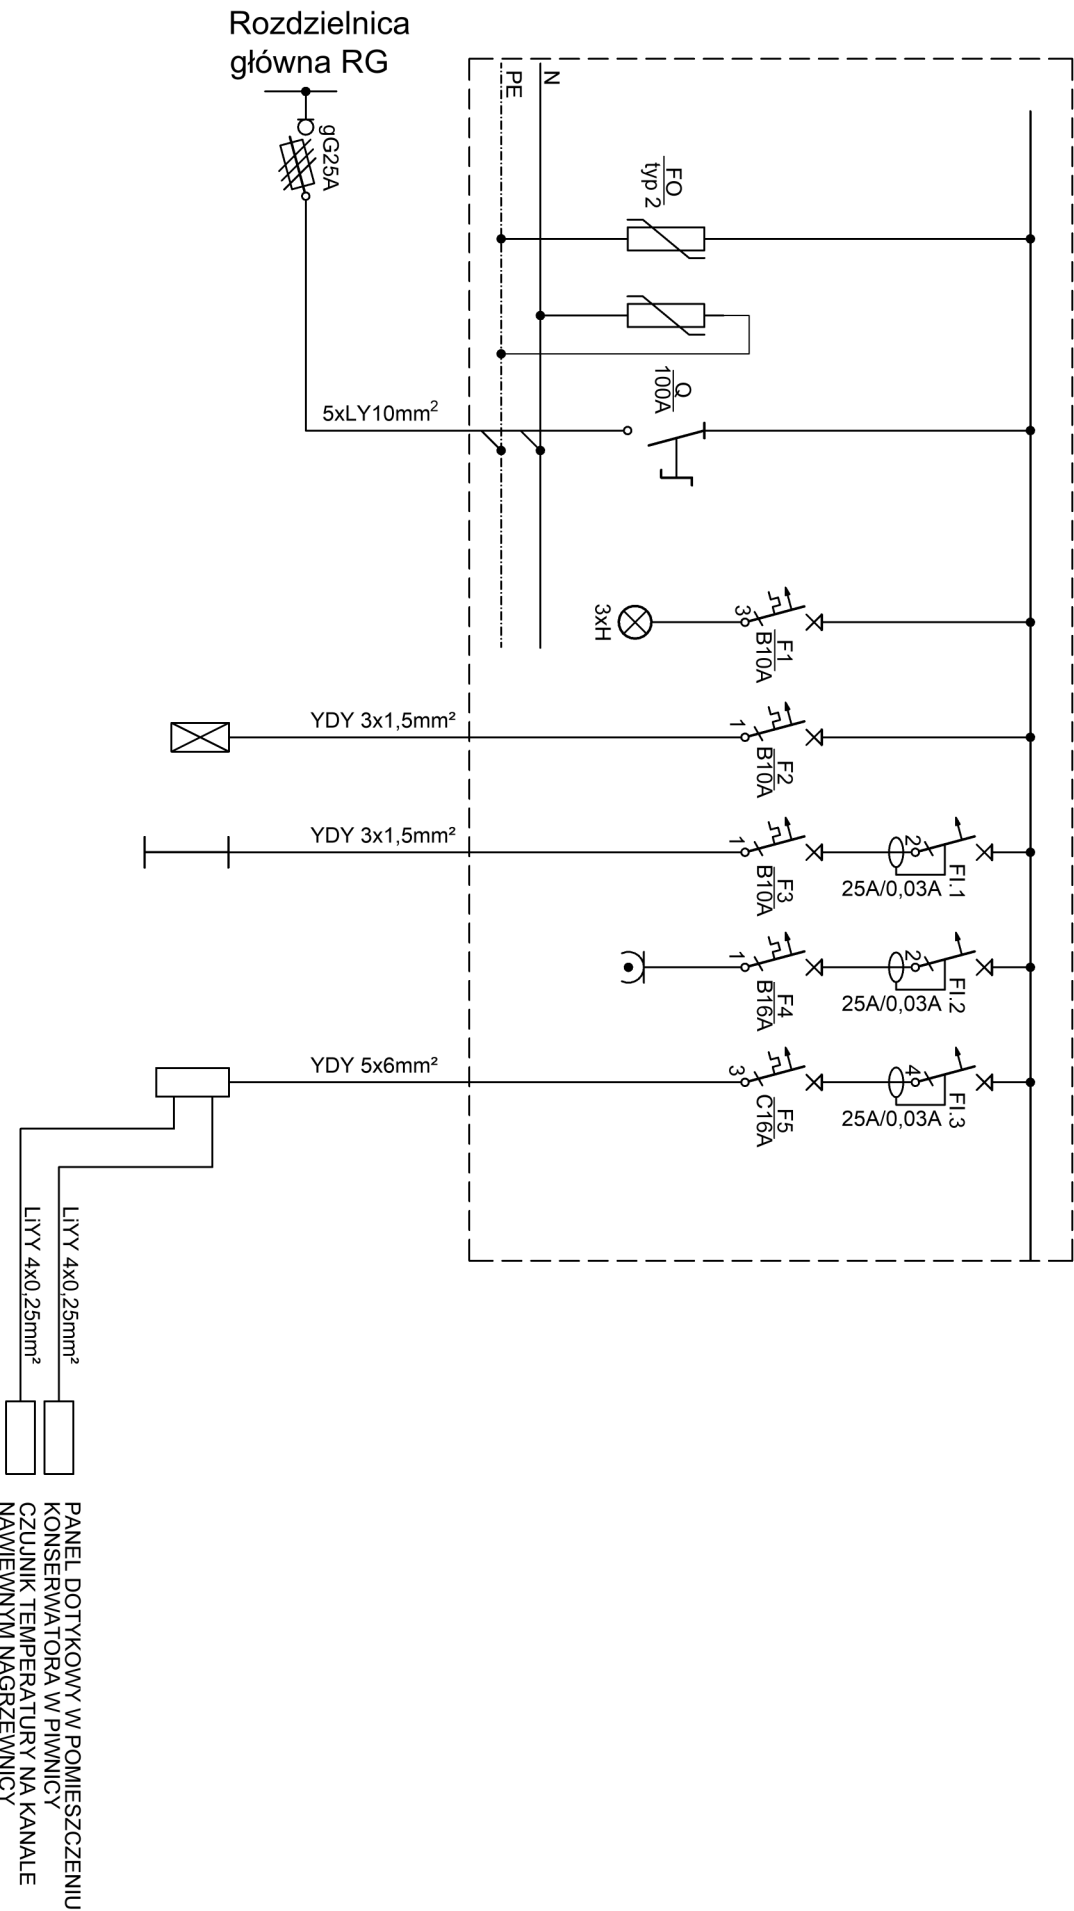 Rozdzielnica
główna RG
gG25A
PE
N
FO
typ 2
Q
100A
5xLY10mm²
3xH
3
F1
B10A
YDY 3x1,5mm²
1
F2
B10A
YDY 3x1,5mm²
1
F3
B10A
2
FI.1
25A/0,03A
1
F4
B16A
2
FI.2
25A/0,03A
YDY 5x6mm²
3
F5
C16A
4
FI.3
25A/0,03A
LiYY 4x0,25mm²
LiYY 4x0,25mm²
PANEL DOTYKOWY W POMIESZCZENIU
KONSERWATORA W PIWNICY
CZUJNIK TEMPERATURY NA KANALE
NAWIEWNYM NAGRZEWNICY